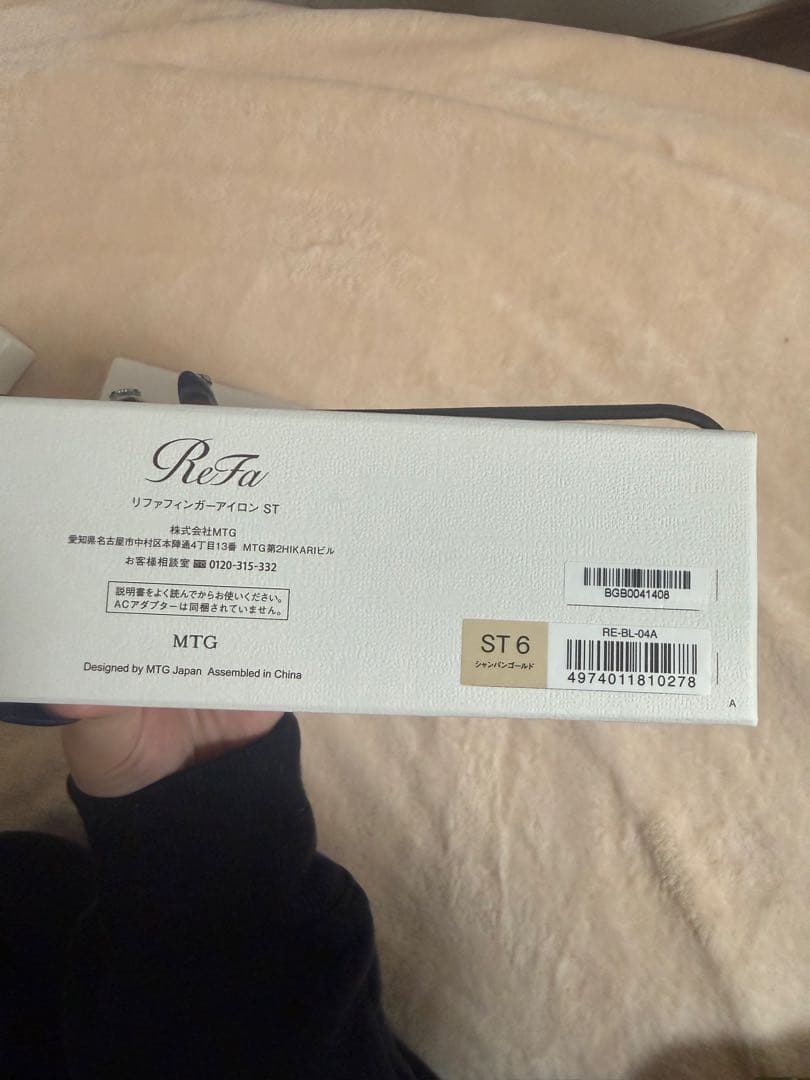 ReFa
リファフィンガーアイロン ST
株式会社MTG
愛知県名古屋市中村区本陣通4丁目13番 MTG第2HIKARIビル
お客様相談室 0120-315-332
説明書をよく読んでからお使いください。
ACアダプターは同梱されていません。
MTG
Designed by MTG Japan Assembled in China
BGB0041408
ST 6
シャンパンゴールド
RE-BL-04A
4974011810278
A